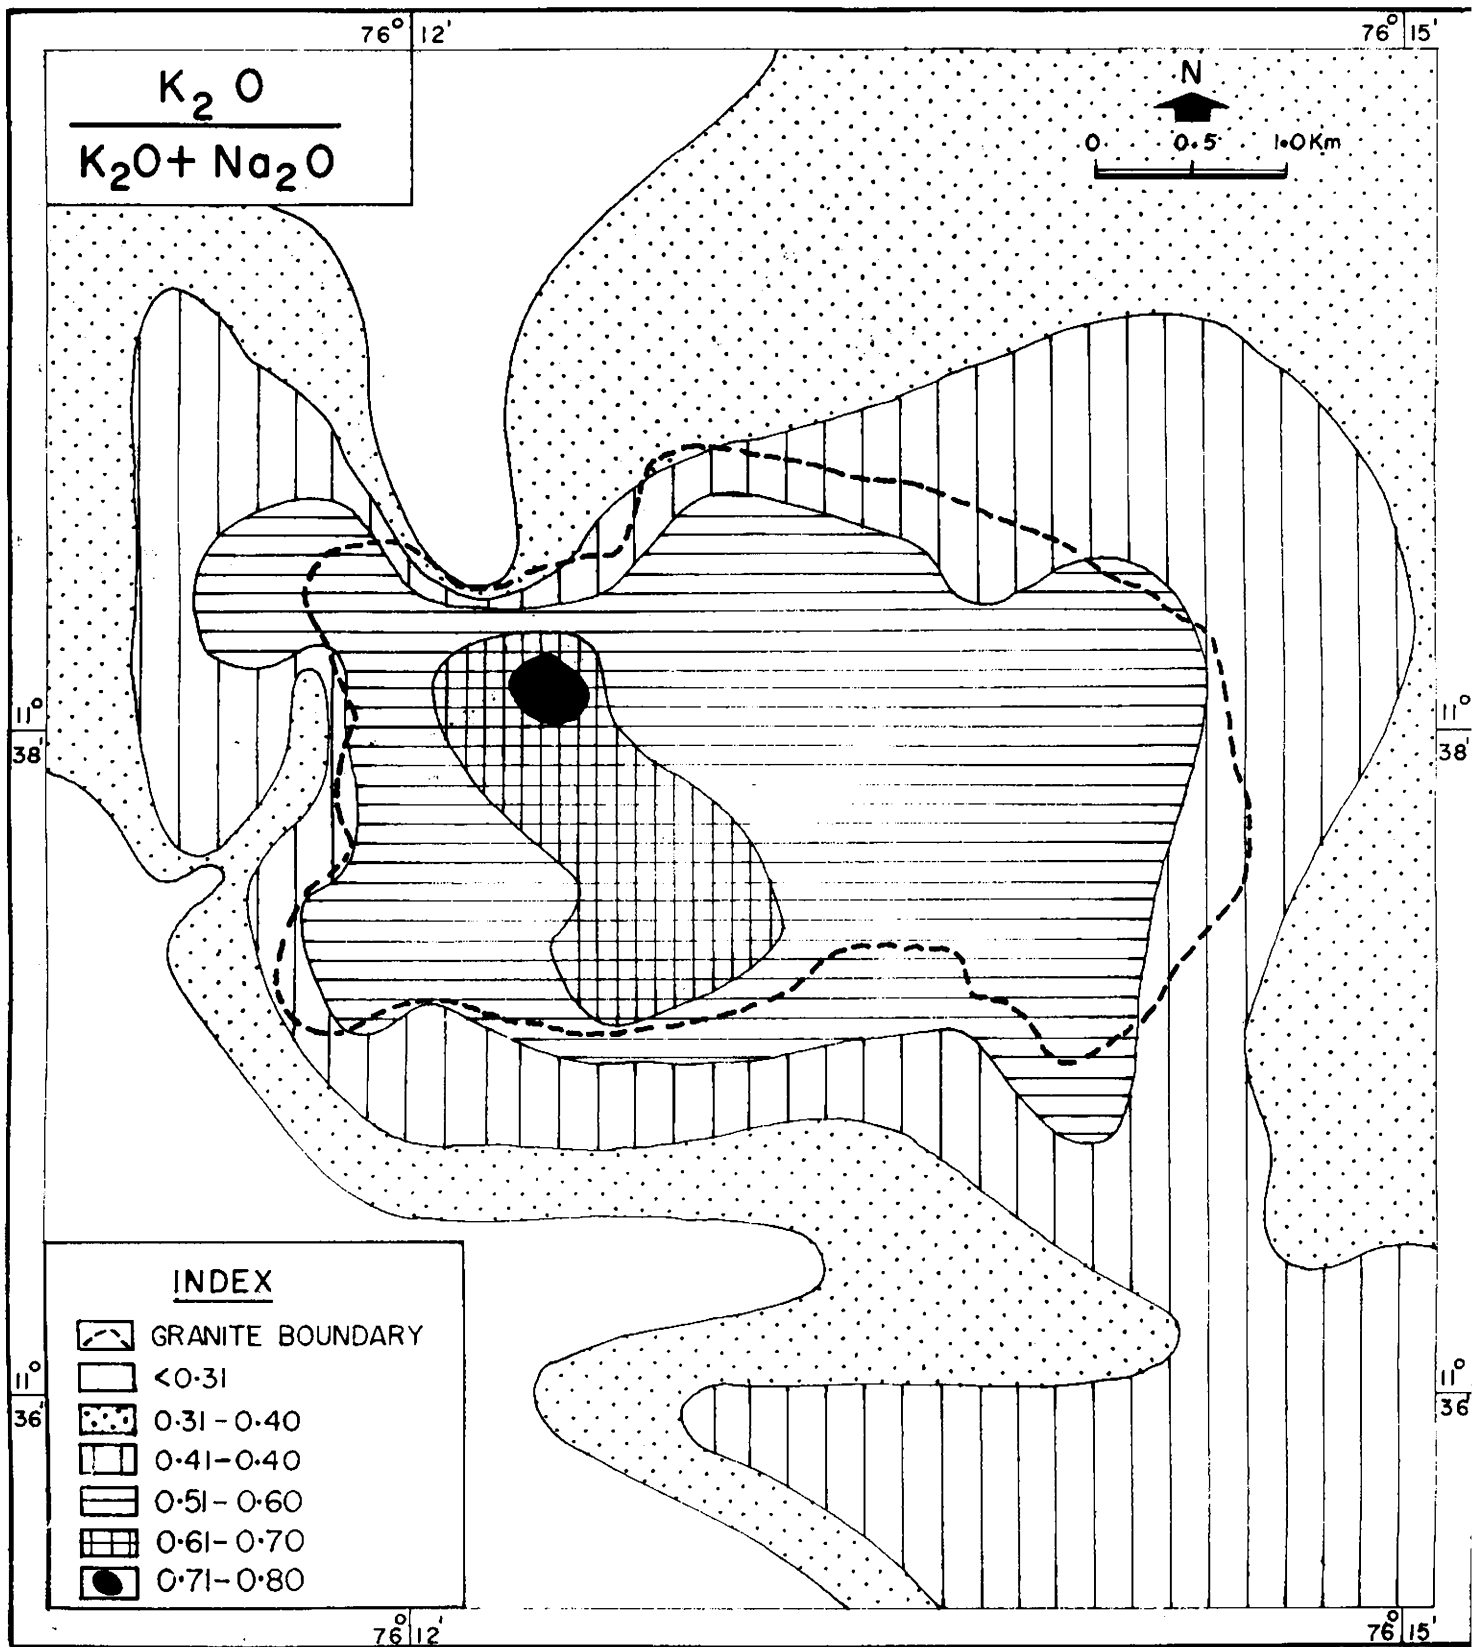 76° 12' 76° 15'
K₂O
K₂O + Na₂O
N
0 0.5 1.0 Km
11° 11°
38' 38'
INDEX
GRANITE BOUNDARY
<0.31
0.31-0.40
0.41-0.40
0.51-0.60
0.61-0.70
0.71-0.80
11° 11°
36' 36'
76° 12' 76° 15'